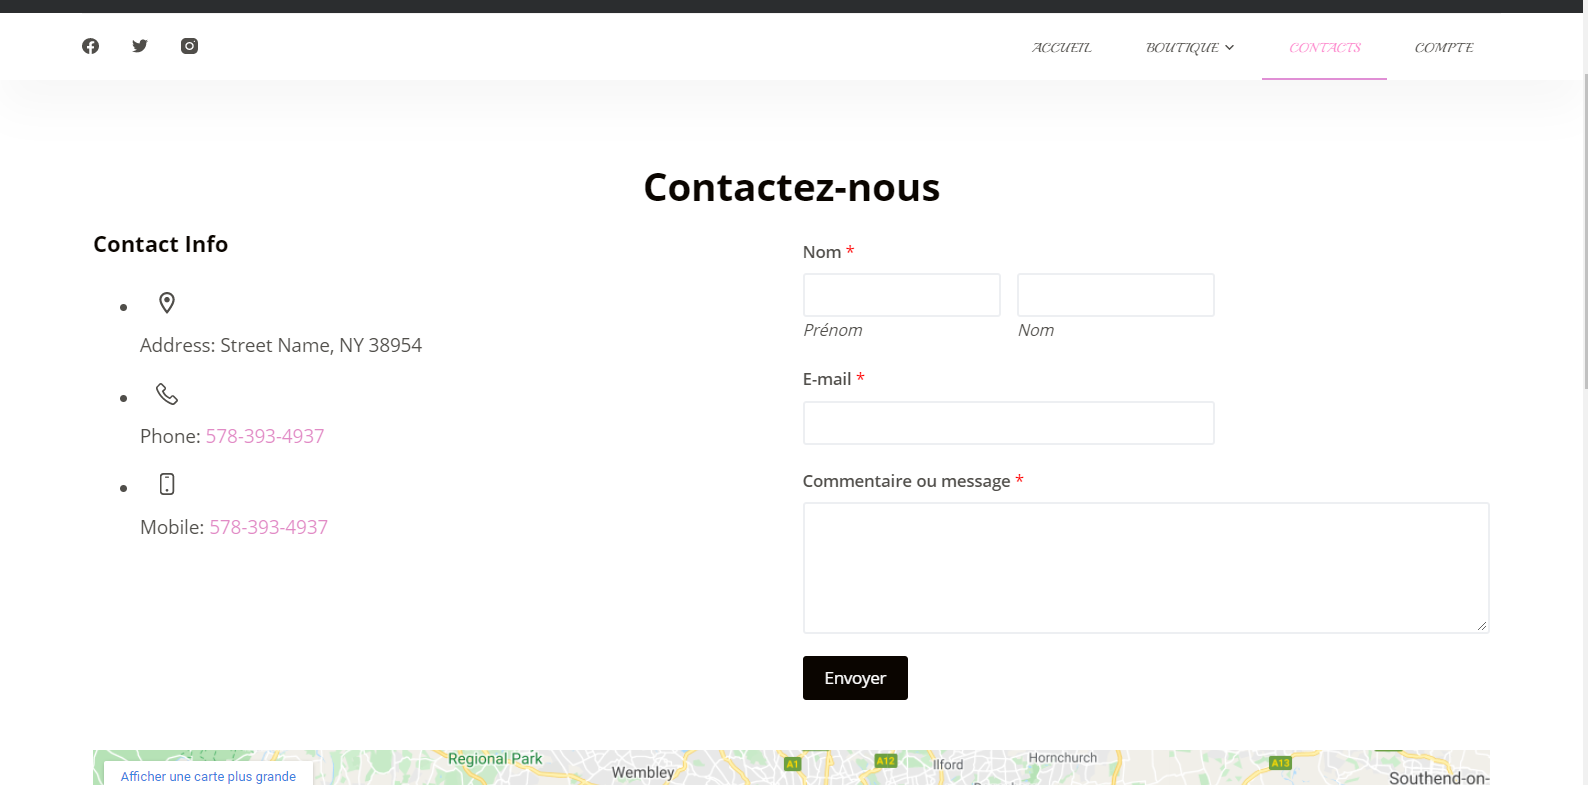 ACCUEIL BOUTIQUE CONTACTS COMPTE
Contactez-nous
Contact Info
Address: Street Name, NY 38954
Phone: 578-393-4937
Mobile: 578-393-4937
Nom *
Prénom Nom
E-mail *
Commentaire ou message *
Envoyer
Afficher une carte plus grande
Regional Park
Wembley
A1
A12
Ilford
Hornchurch
A13
Southend-on-